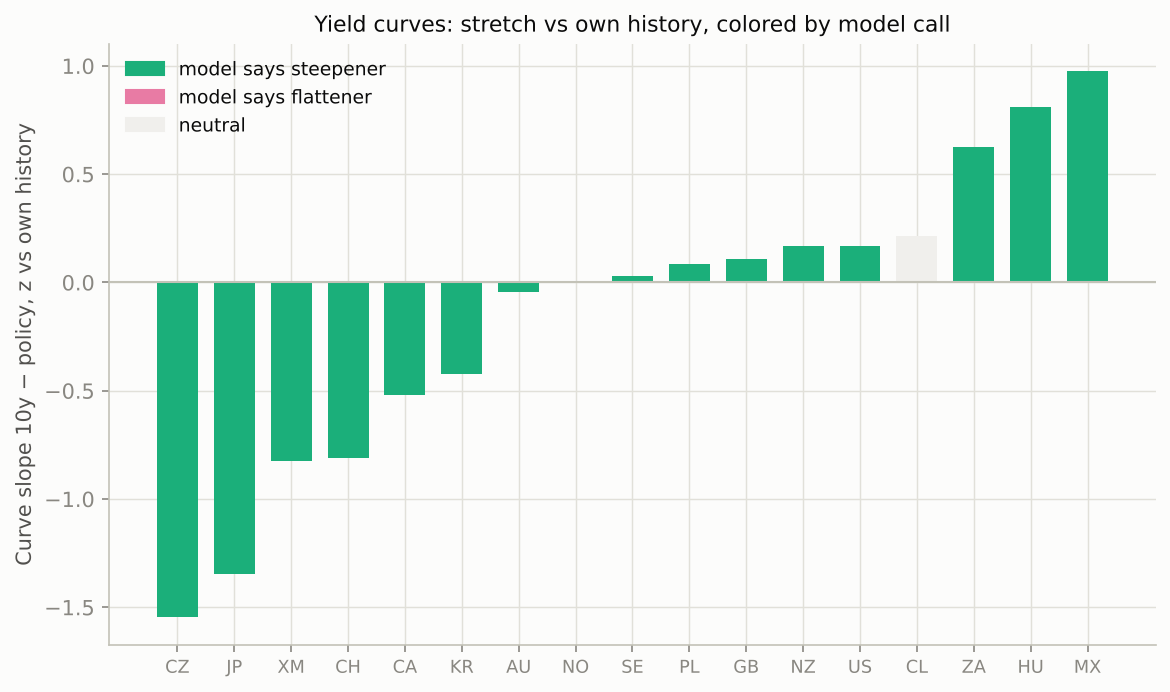 Yield curves: stretch vs own history, colored by model call
model says steepener
model says flattener
neutral
Curve slope 10y − policy, z vs own history
1.0
0.5
0.0
−0.5
−1.0
−1.5
CZ JP XM CH CA KR AU NO SE PL GB NZ US CL ZA HU MX